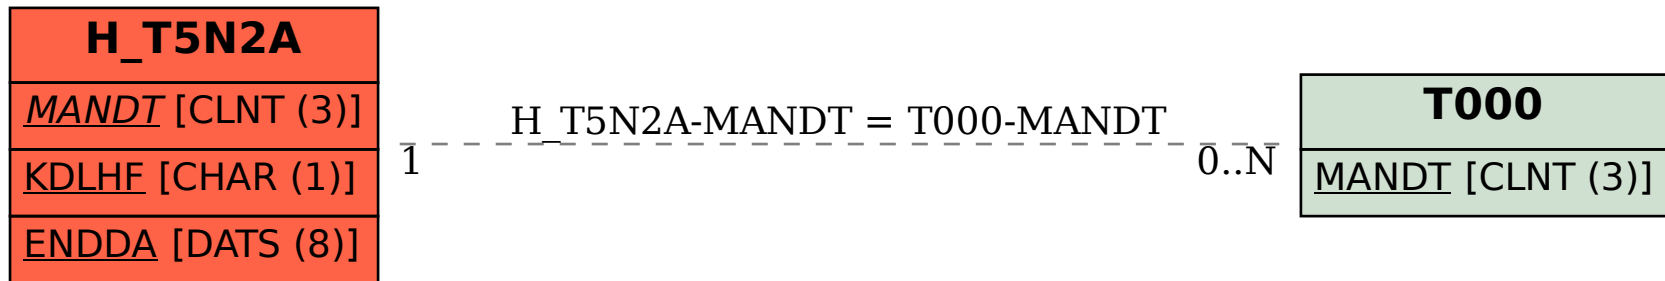 H_T5N2A
MANDT [CLNT (3)]
KDLHF [CHAR (1)]
ENDDA [DATS (8)]
H_T5N2A-MANDT = T000-MANDT
1
0..N
T000
MANDT [CLNT (3)]